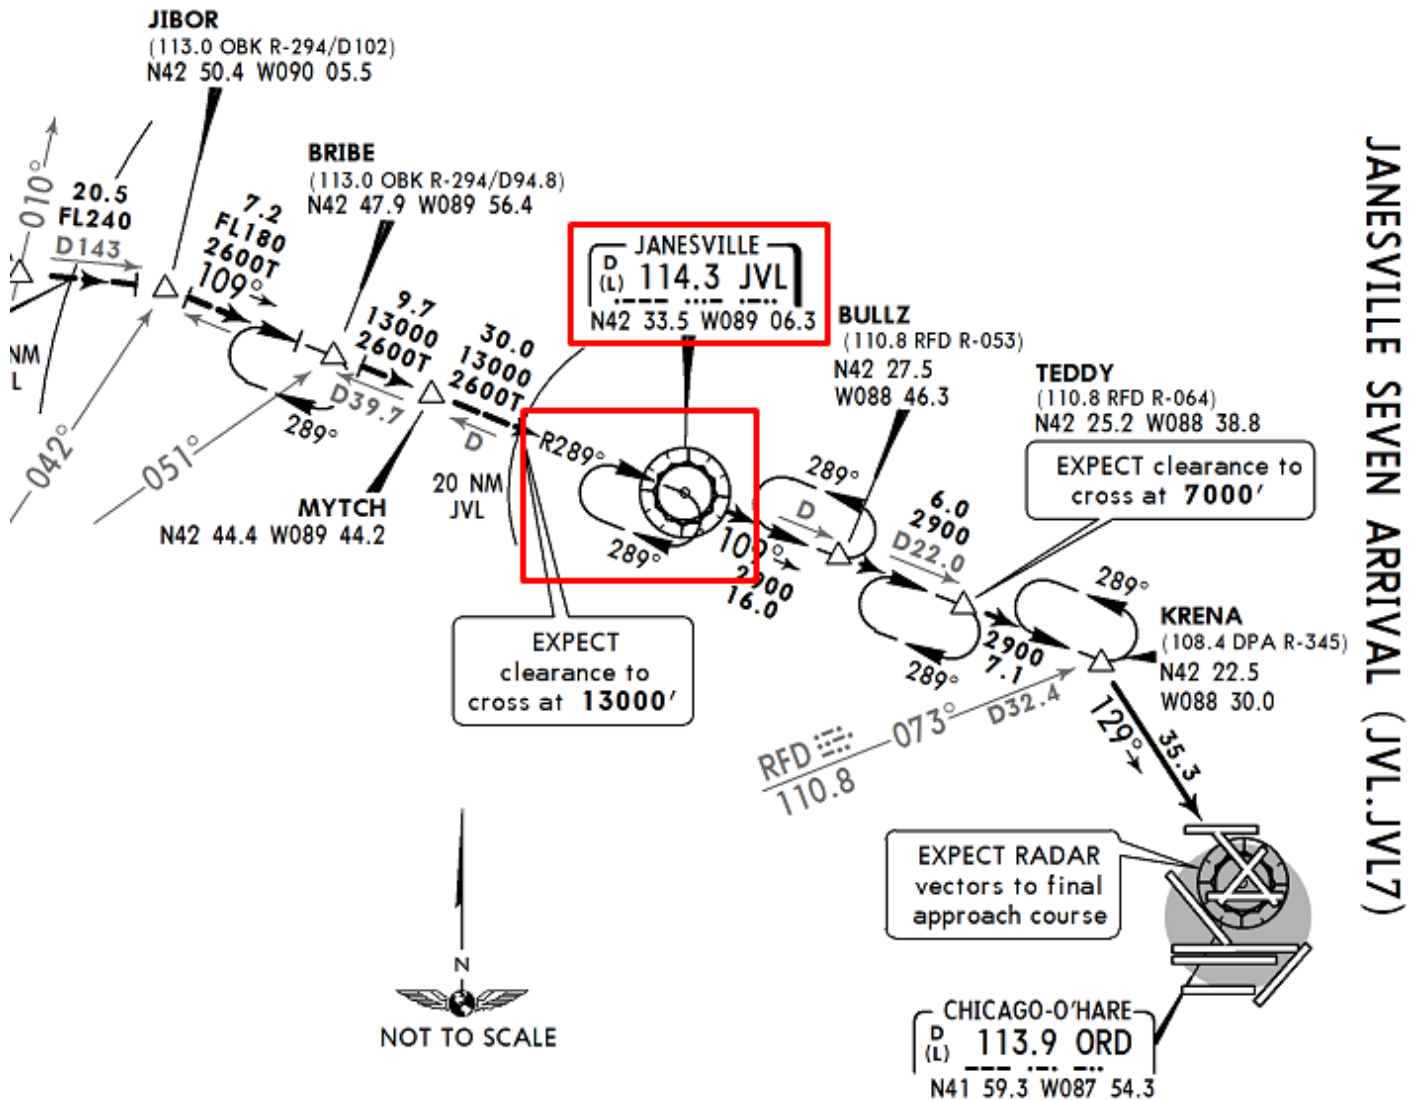 JIBOR
(113.0 OBK R-294/D102)
N42 50.4 W090 05.5
BRIBE
(113.0 OBK R-294/D94.8)
N42 47.9 W089 56.4
010°
20.5
FL240
D143
7.2
FL180
2600T
109°
9.7
13000
2600T
30.0
13000
2600T
JANESVILLE
D
(L) 114.3 JVL
N42 33.5 W089 06.3
BULLZ
(110.8 RFD R-053)
N42 27.5
W088 46.3
TEDDY
(110.8 RFD R-064)
N42 25.2 W088 38.8
EXPECT clearance to
cross at 7000'
NM
L
042°
051°
289°
D39.7
D
R289°
20 NM
JVL
MYTCH
N42 44.4 W089 44.2
289°
109°
2900
16.0
289°
D
6.0
2900
D22.0
289°
2900
7.1
289°
KRENA
(108.4 DPA R-345)
N42 22.5
W088 30.0
EXPECT
clearance to
cross at 13000'
RFD
110.8
073°
D32.4
129°
35.3
EXPECT RADAR
vectors to final
approach course
N
NOT TO SCALE
CHICAGO-O'HARE
D
(L) 113.9 ORD
N41 59.3 W087 54.3
JANESVILLE SEVEN ARRIVAL (JVL.JVL7)